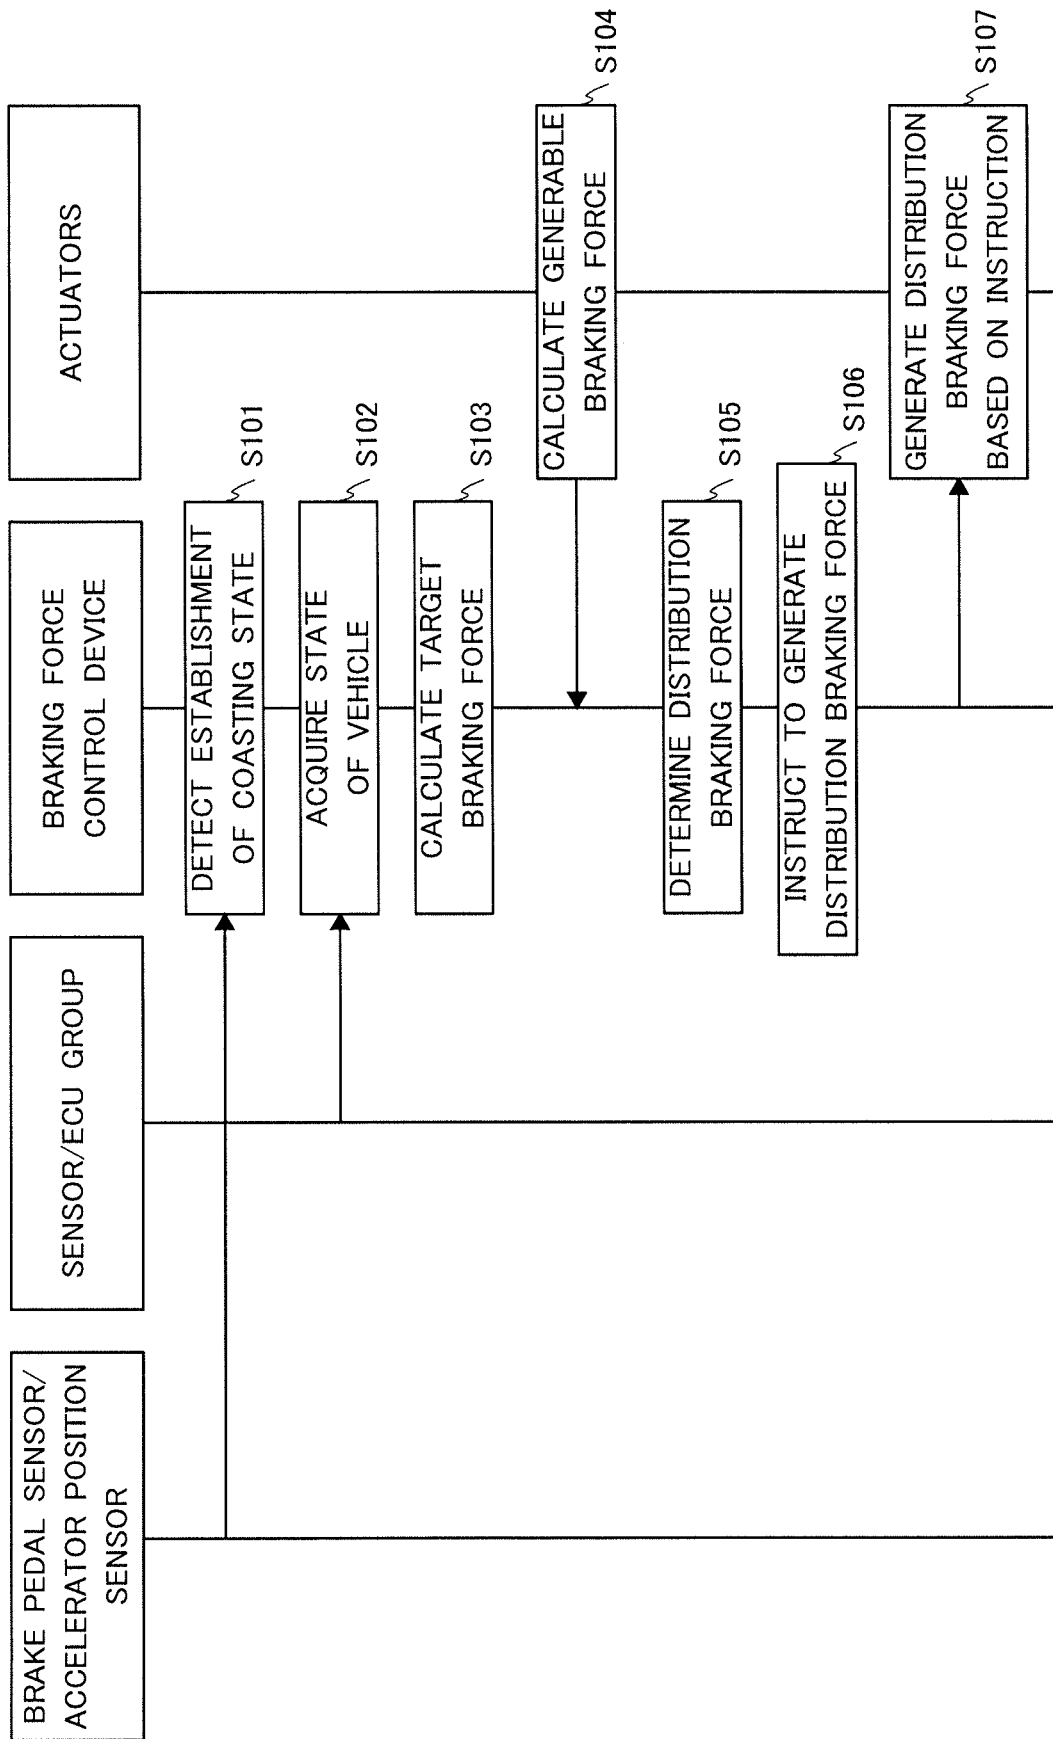 BRAKE PEDAL SENSOR/
ACCELERATOR POSITION
SENSOR
SENSOR/ECU GROUP
BRAKING FORCE
CONTROL DEVICE
ACTUATORS
DETECT ESTABLISHMENT
OF COASTING STATE
S101
ACQUIRE STATE
OF VEHICLE
S102
CALCULATE TARGET
BRAKING FORCE
S103
CALCULATE GENERABLE
BRAKING FORCE
S104
DETERMINE DISTRIBUTION
BRAKING FORCE
S105
INSTRUCT TO GENERATE
DISTRIBUTION BRAKING FORCE
S106
GENERATE DISTRIBUTION
BRAKING FORCE
BASED ON INSTRUCTION
S107